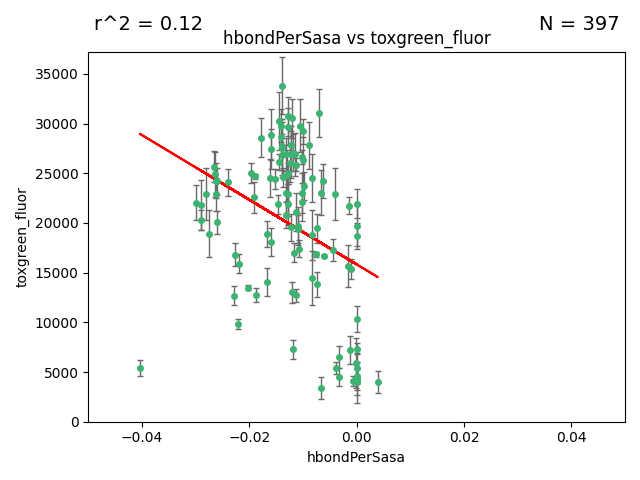 r^2 = 0.12
N = 397
hbondPerSasa vs toxgreen_fluor
35000
30000
25000
20000
15000
10000
5000
0
toxgreen_fluor
−0.04
−0.02
0.00
0.02
0.04
hbondPerSasa